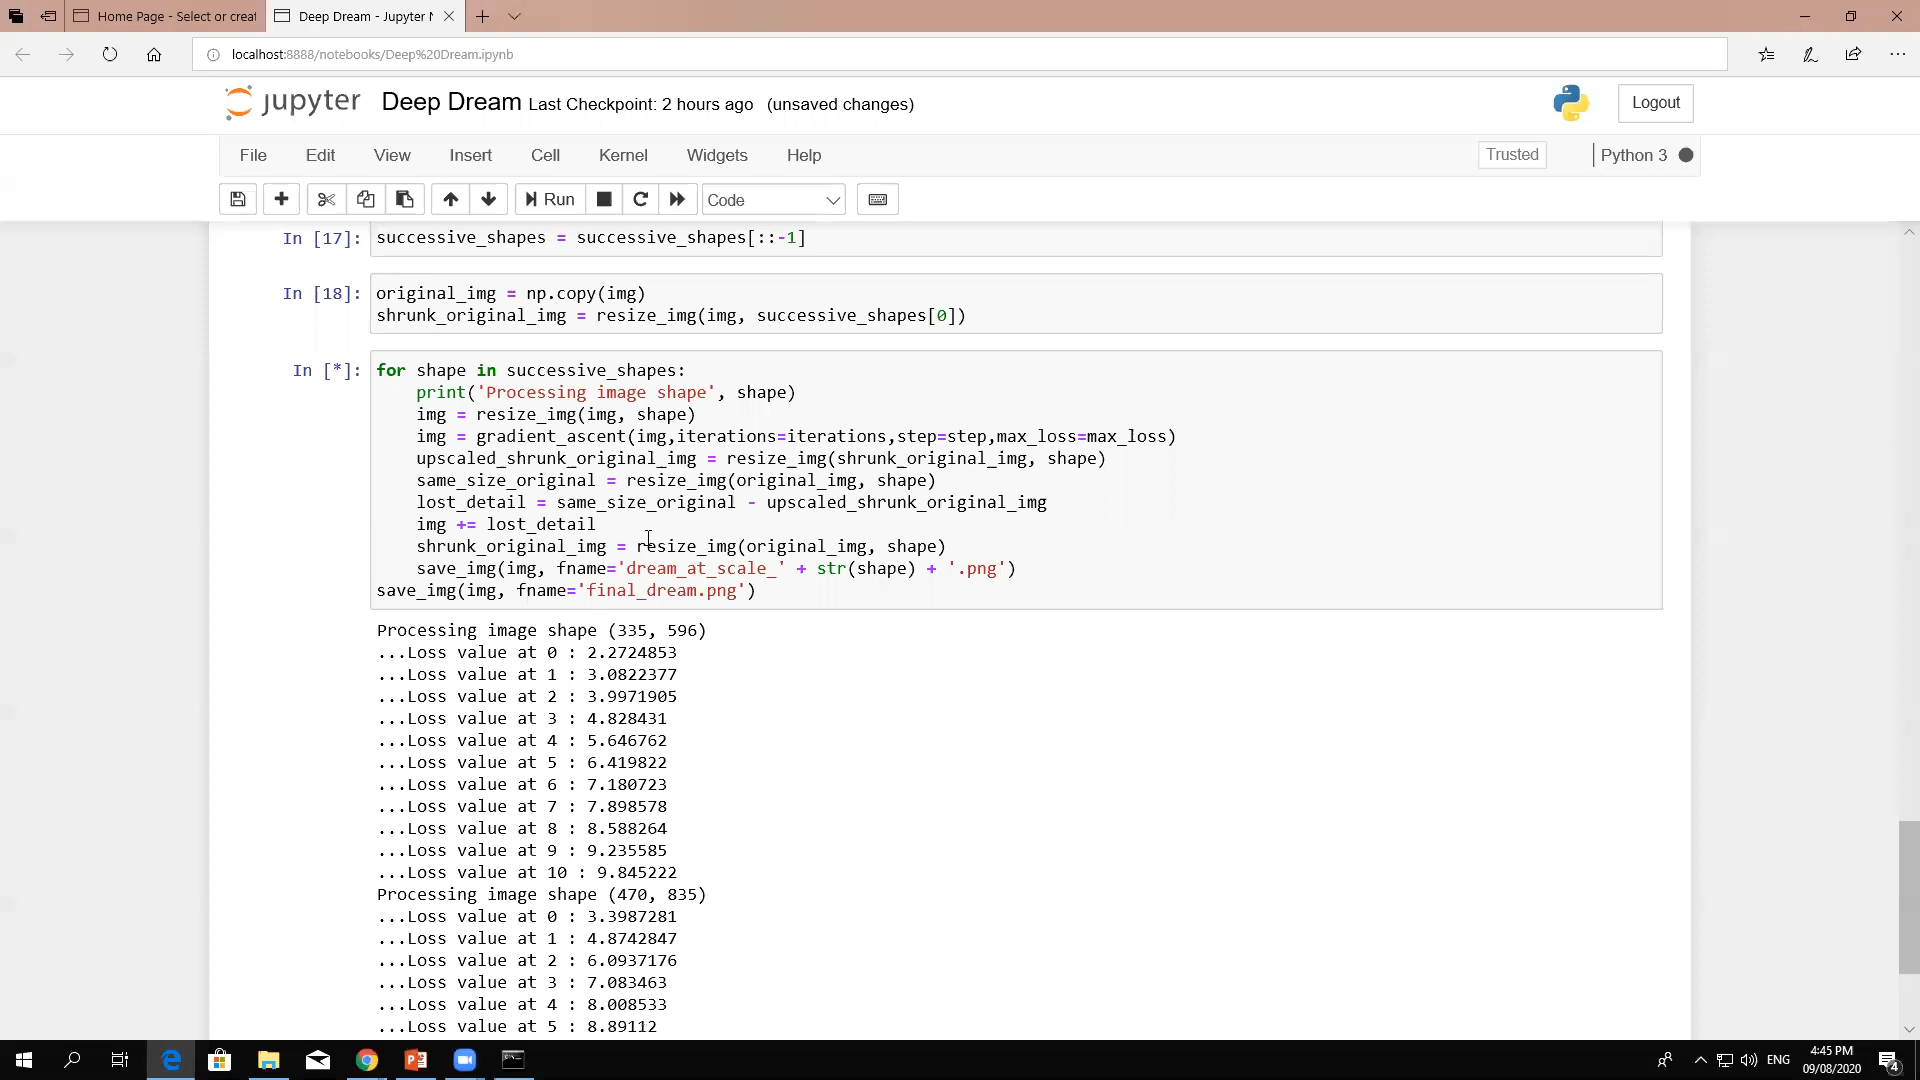 Home Page - Select or creat
Deep Dream - Jupyter N
localhost:8888/notebooks/Deep%20Dream.ipynb
jupyter Deep Dream Last Checkpoint: 2 hours ago (unsaved changes)
Logout
File Edit View Insert Cell Kernel Widgets Help
Trusted
Python 3
Run
Code
In [17]: successive_shapes = successive_shapes[::-1]
In [18]: original_img = np.copy(img)
shrunk_original_img = resize_img(img, successive_shapes[0])
In [*]: for shape in successive_shapes:
print('Processing image shape', shape)
img = resize_img(img, shape)
img = gradient_ascent(img,iterations=iterations,step=step,max_loss=max_loss)
upscaled_shrunk_original_img = resize_img(shrunk_original_img, shape)
same_size_original = resize_img(original_img, shape)
lost_detail = same_size_original - upscaled_shrunk_original_img
img += lost_detail
shrunk_original_img = resize_img(original_img, shape)
save_img(img, fname='dream_at_scale_' + str(shape) + '.png')
save_img(img, fname='final_dream.png')
Processing image shape (335, 596)
...Loss value at 0 : 2.2724853
...Loss value at 1 : 3.0822377
...Loss value at 2 : 3.9971905
...Loss value at 3 : 4.828431
...Loss value at 4 : 5.646762
...Loss value at 5 : 6.419822
...Loss value at 6 : 7.180723
...Loss value at 7 : 7.898578
...Loss value at 8 : 8.588264
...Loss value at 9 : 9.235585
...Loss value at 10 : 9.845222
Processing image shape (470, 835)
...Loss value at 0 : 3.3987281
...Loss value at 1 : 4.8742847
...Loss value at 2 : 6.0937176
...Loss value at 3 : 7.083463
...Loss value at 4 : 8.008533
...Loss value at 5 : 8.89112
ENG
4:45 PM
09/08/2020
4